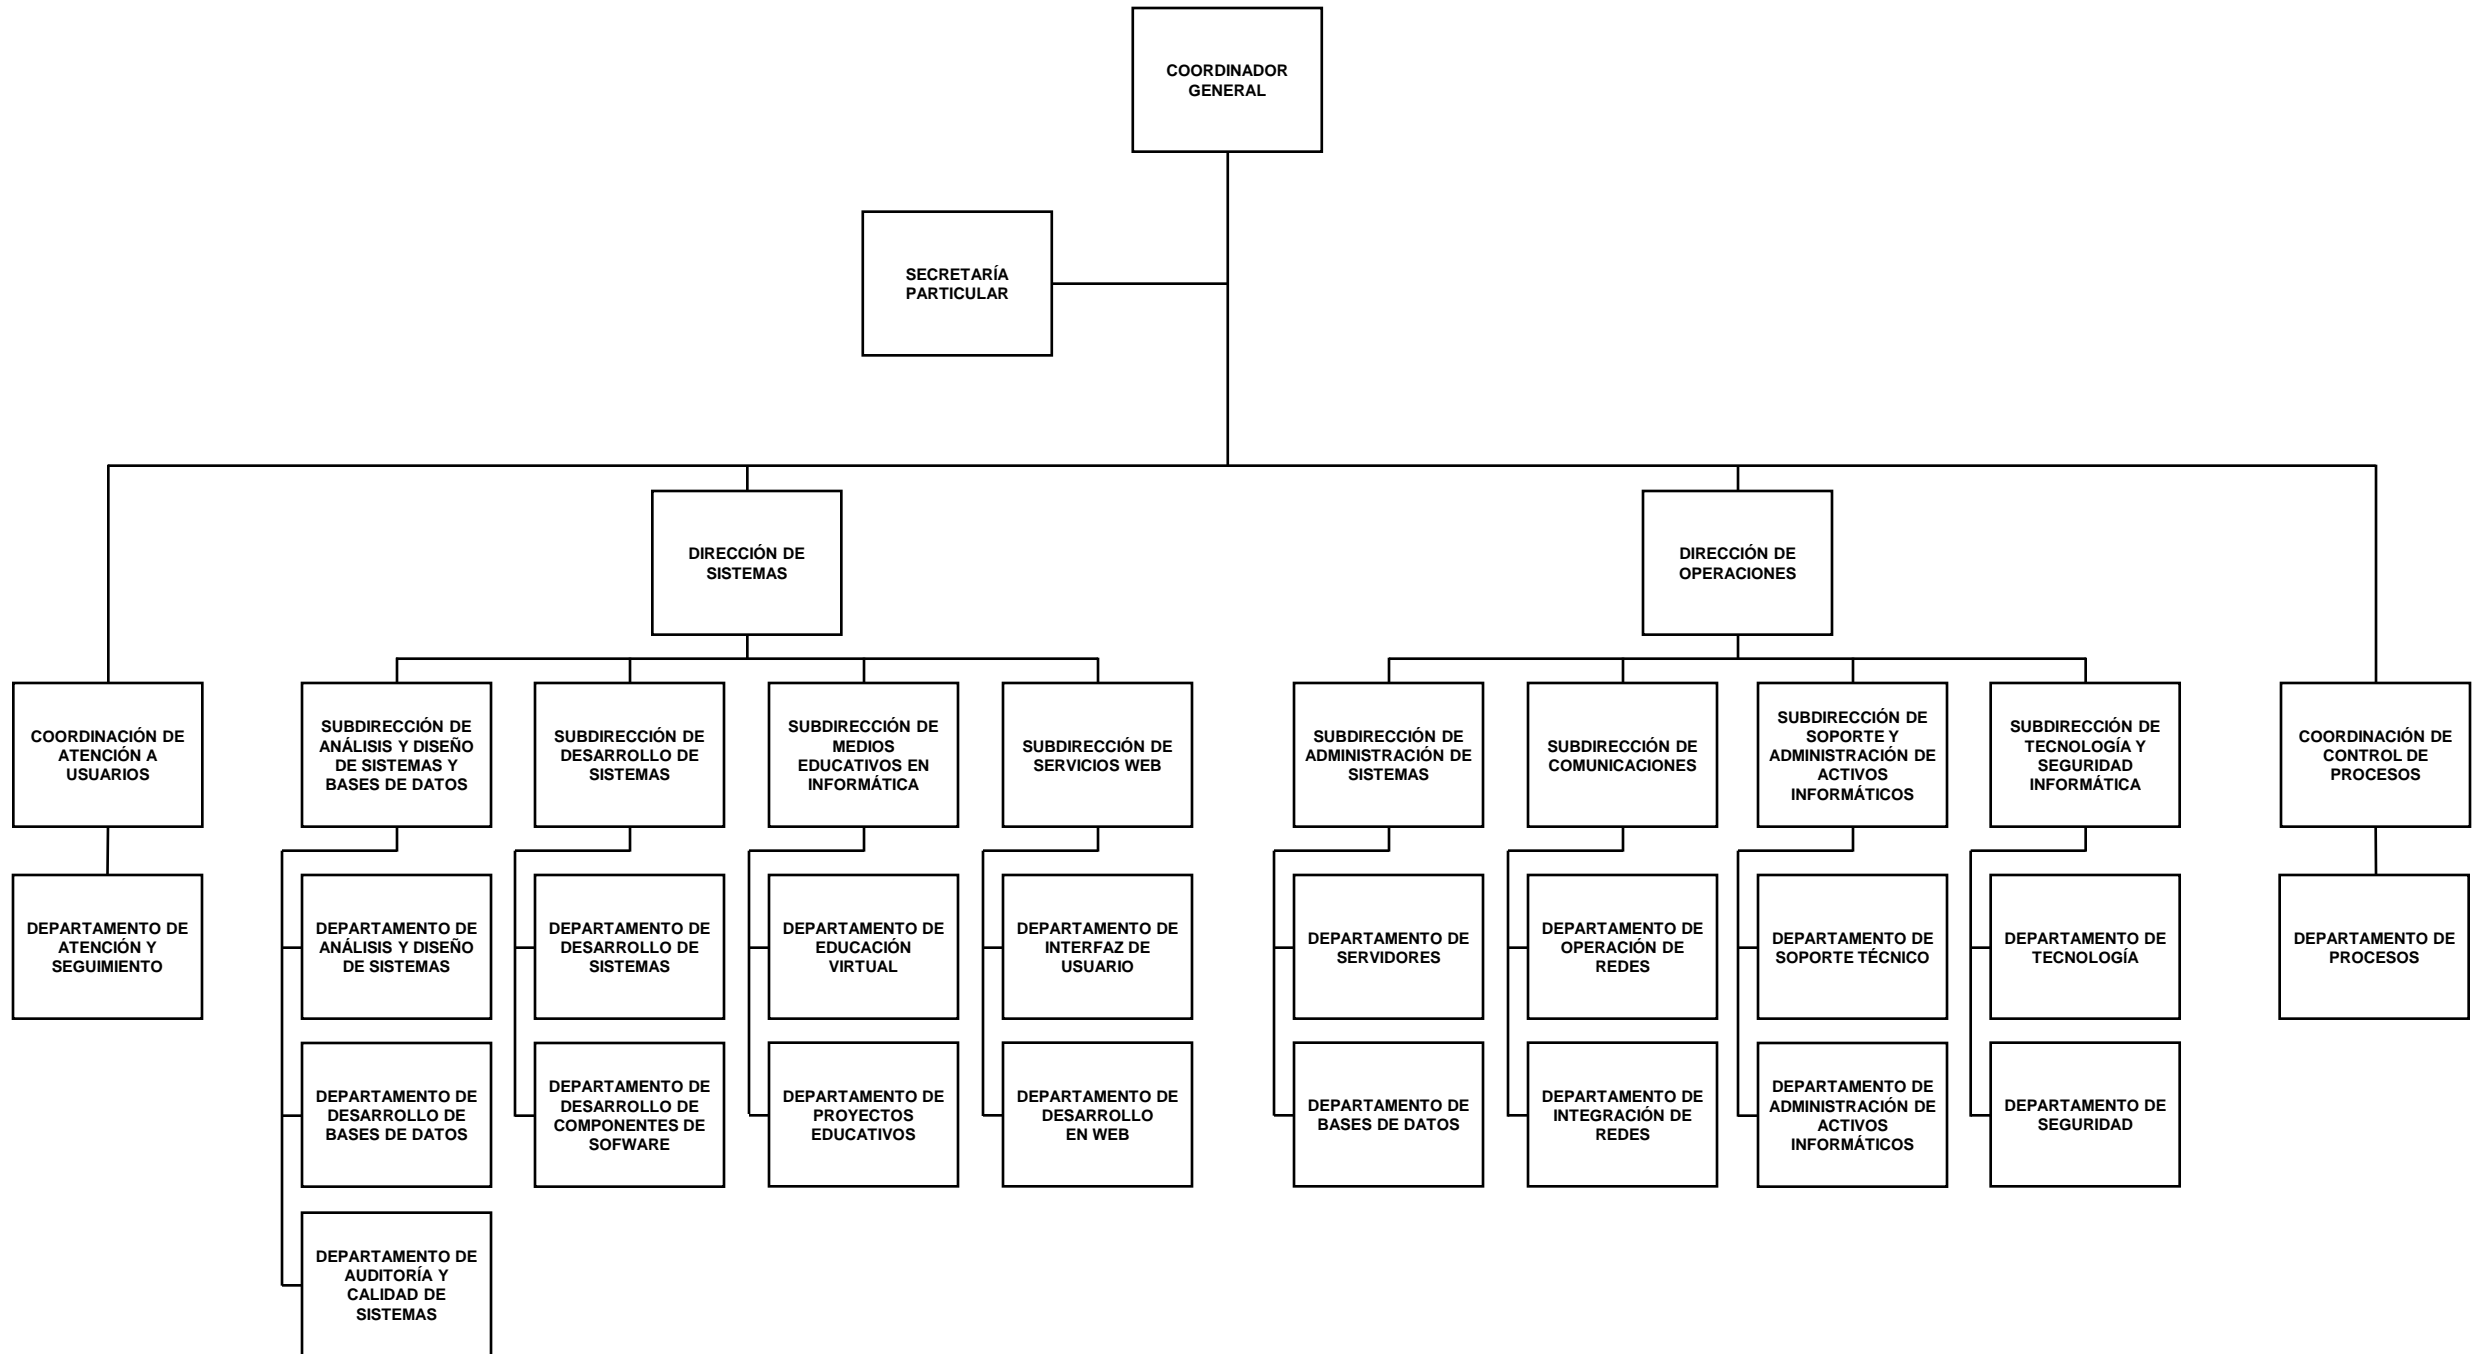 COORDINADOR
GENERAL
SECRETARÍA
PARTICULAR
DIRECCIÓN DE
SISTEMAS
DIRECCIÓN DE
OPERACIONES
COORDINACIÓN DE
ATENCIÓN A
USUARIOS
SUBDIRECCIÓN DE
ANÁLISIS Y DISEÑO
DE SISTEMAS Y
BASES DE DATOS
SUBDIRECCIÓN DE
DESARROLLO DE
SISTEMAS
SUBDIRECCIÓN DE
MEDIOS
EDUCATIVOS EN
INFORMÁTICA
SUBDIRECCIÓN DE
SERVICIOS WEB
SUBDIRECCIÓN DE
ADMINISTRACIÓN DE
SISTEMAS
SUBDIRECCIÓN DE
COMUNICACIONES
SUBDIRECCIÓN DE
SOPORTE Y
ADMINISTRACIÓN DE
ACTIVOS
INFORMÁTICOS
SUBDIRECCIÓN DE
TECNOLOGÍA Y
SEGURIDAD
INFORMÁTICA
COORDINACIÓN DE
CONTROL DE
PROCESOS
DEPARTAMENTO DE
ATENCIÓN Y
SEGUIMIENTO
DEPARTAMENTO DE
ANÁLISIS Y DISEÑO
DE SISTEMAS
DEPARTAMENTO DE
DESARROLLO DE
SISTEMAS
DEPARTAMENTO DE
EDUCACIÓN
VIRTUAL
DEPARTAMENTO DE
INTERFAZ DE
USUARIO
DEPARTAMENTO DE
SERVIDORES
DEPARTAMENTO DE
OPERACIÓN DE
REDES
DEPARTAMENTO DE
SOPORTE TÉCNICO
DEPARTAMENTO DE
TECNOLOGÍA
DEPARTAMENTO DE
PROCESOS
DEPARTAMENTO DE
DESARROLLO DE
BASES DE DATOS
DEPARTAMENTO DE
DESARROLLO DE
COMPONENTES DE
SOFWARE
DEPARTAMENTO DE
PROYECTOS
EDUCATIVOS
DEPARTAMENTO DE
DESARROLLO
EN WEB
DEPARTAMENTO DE
BASES DE DATOS
DEPARTAMENTO DE
INTEGRACIÓN DE
REDES
DEPARTAMENTO DE
ADMINISTRACIÓN DE
ACTIVOS
INFORMÁTICOS
DEPARTAMENTO DE
SEGURIDAD
DEPARTAMENTO DE
AUDITORÍA Y
CALIDAD DE
SISTEMAS